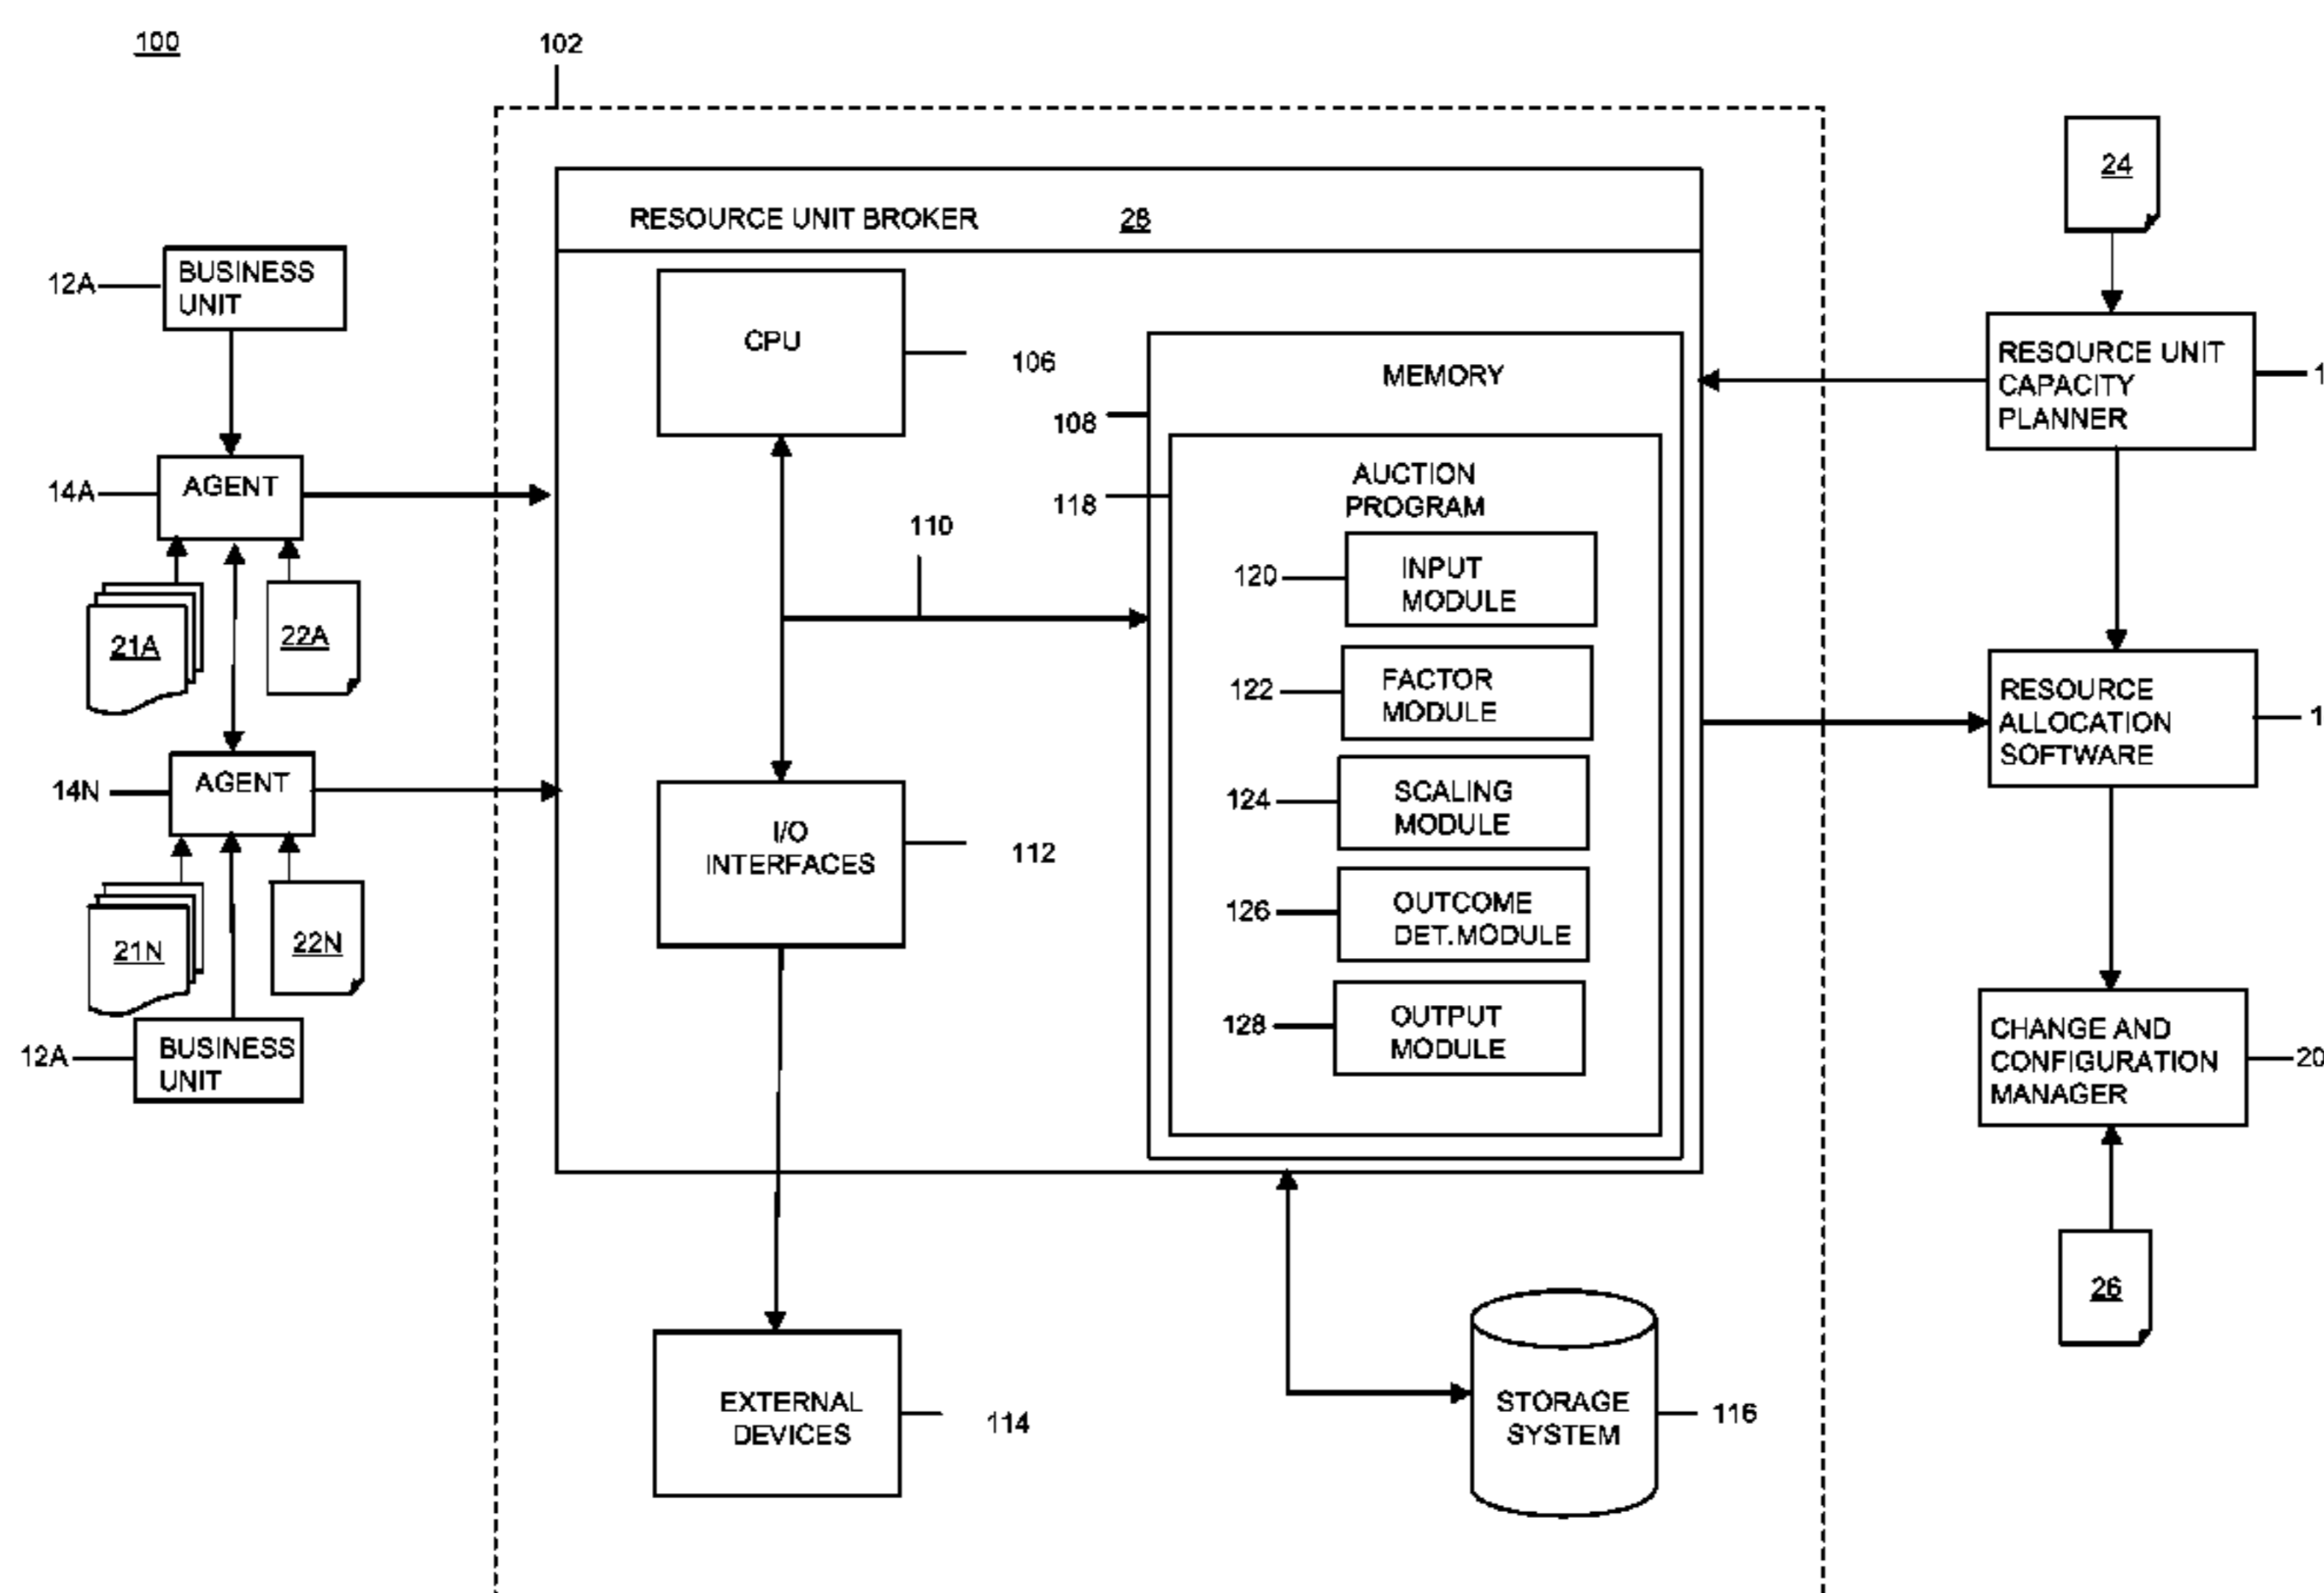 100
102
24
RESOURCE UNIT BROKER 28
12A
BUSINESS
UNIT
CPU
106
MEMORY
108
RESOURCE UNIT
CAPACITY
PLANNER
1
14A
AGENT
AUCTION
PROGRAM
118
110
120
INPUT
MODULE
21A
22A
122
FACTOR
MODULE
RESOURCE
ALLOCATION
SOFTWARE
1
14N
AGENT
124
SCALING
MODULE
I/O
INTERFACES
112
126
OUTCOME
DET.MODULE
21N
22N
128
OUTPUT
MODULE
12A
BUSINESS
UNIT
CHANGE AND
CONFIGURATION
MANAGER
20
26
EXTERNAL
DEVICES
114
STORAGE
SYSTEM
116